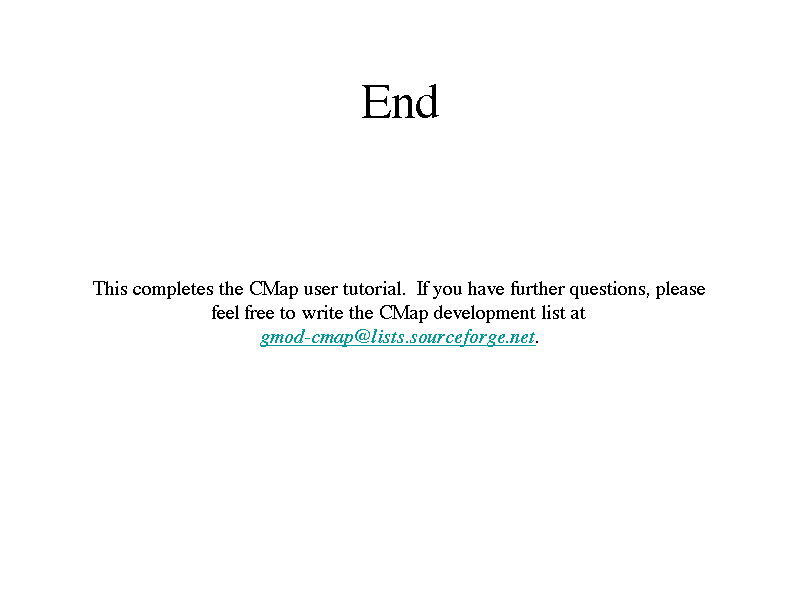 End
This completes the CMap user tutorial.  If you have further questions, please
feel free to write the CMap development list at
gmod-cmap@lists.sourceforge.net.